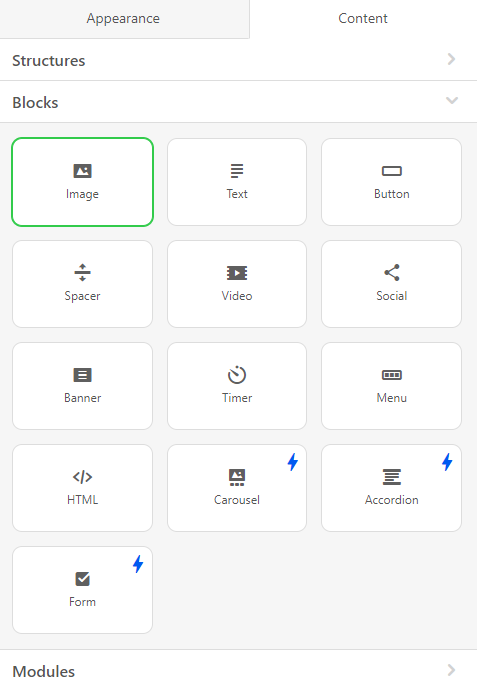 Appearance
Content
Structures
Blocks
Image
Text
Button
Spacer
Video
Social
Banner
Timer
Menu
HTML
Carousel
Accordion
Form
Modules